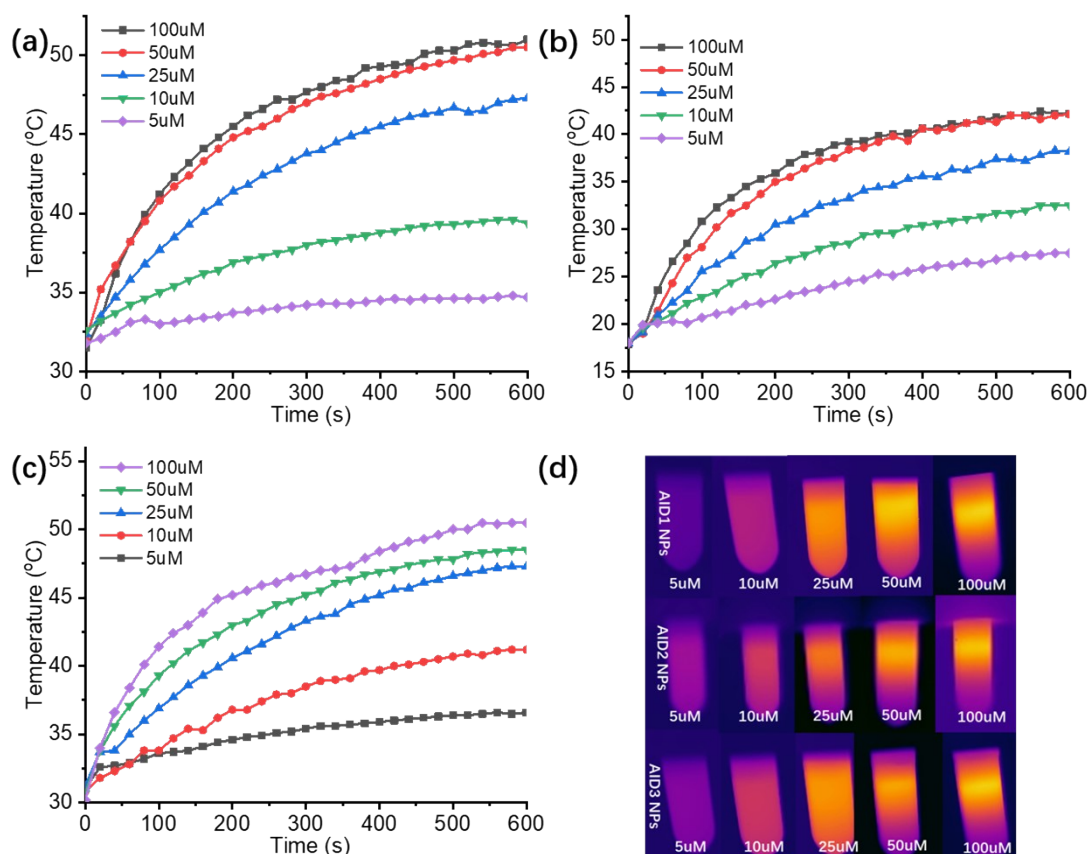 (a)
100uM
50uM
25uM
10uM
5uM
50
45
40
35
30
Temperature (°C)
0 100 200 300 400 500 600
Time (s)
(b)
100uM
50uM
25uM
10uM
5uM
50
45
40
35
30
25
20
15
Temperature (°C)
0 100 200 300 400 500 600
Time (s)
(c)
100uM
50uM
25uM
10uM
5uM
55
50
45
40
35
30
Temperature (°C)
0 100 200 300 400 500 600
Time (s)
(d)
AID1 NPs
5uM 10uM 25uM 50uM 100uM
AID2 NPs
5uM 10uM 25uM 50uM 100uM
AID3 NPs
5uM 10uM 25uM 50uM 100uM